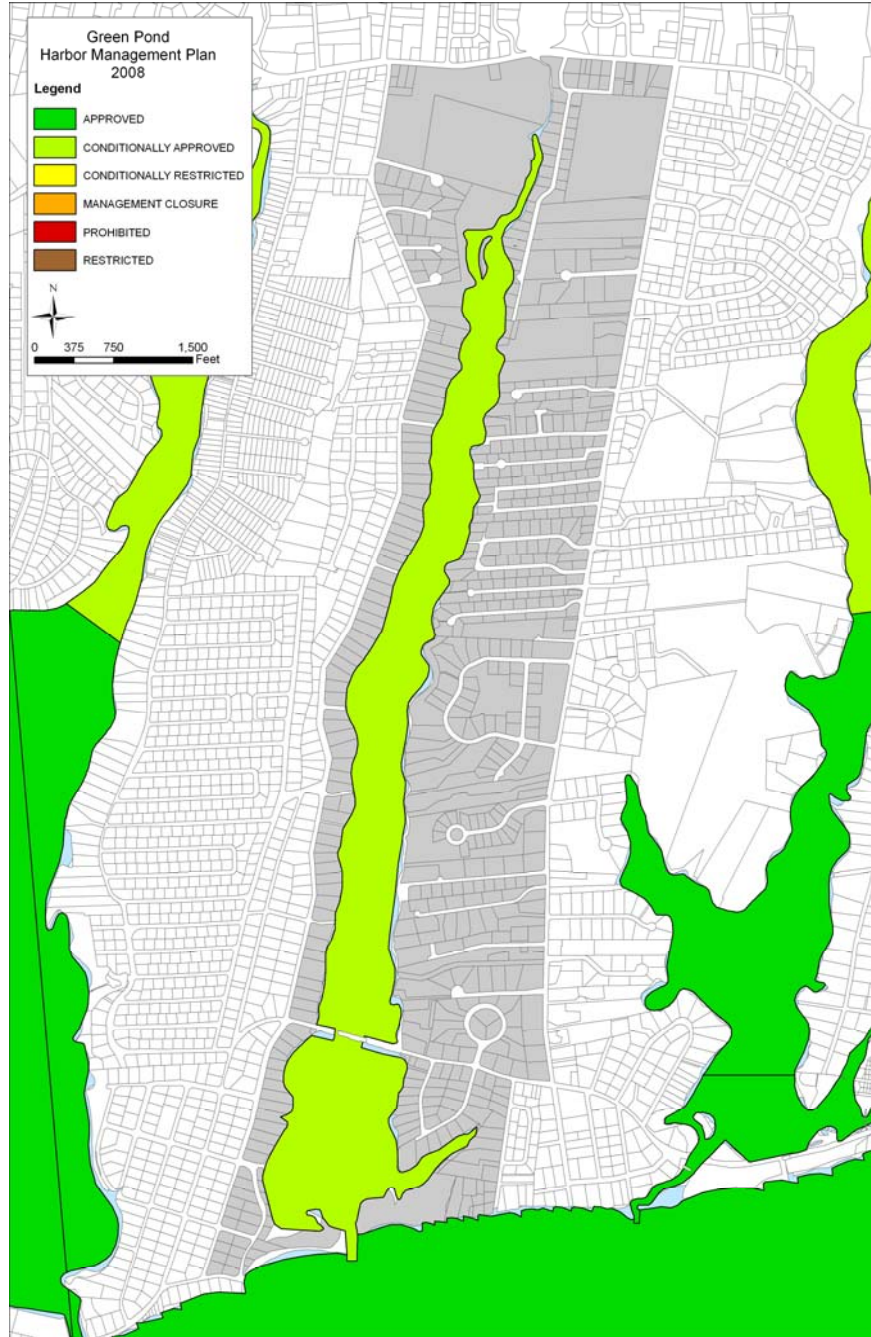 Green Pond
Harbor Management Plan
2008
Legend
APPROVED
CONDITIONALLY APPROVED
CONDITIONALLY RESTRICTED
MANAGEMENT CLOSURE
PROHIBITED
RESTRICTED
N
0 375 750 1,500
Feet